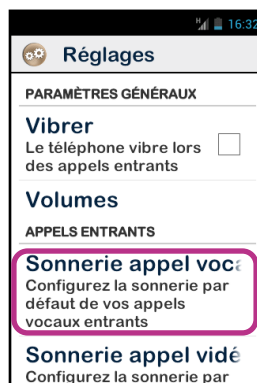 H
16:32
Réglages
PARAMÈTRES GÉNÉRAUX
Vibrer
Le téléphone vibre lors
des appels entrants
Volumes
APPELS ENTRANTS
Sonnerie appel voca
Configurez la sonnerie par
défaut de vos appels
vocaux entrants
Sonnerie appel vidé
Configurez la sonnerie par